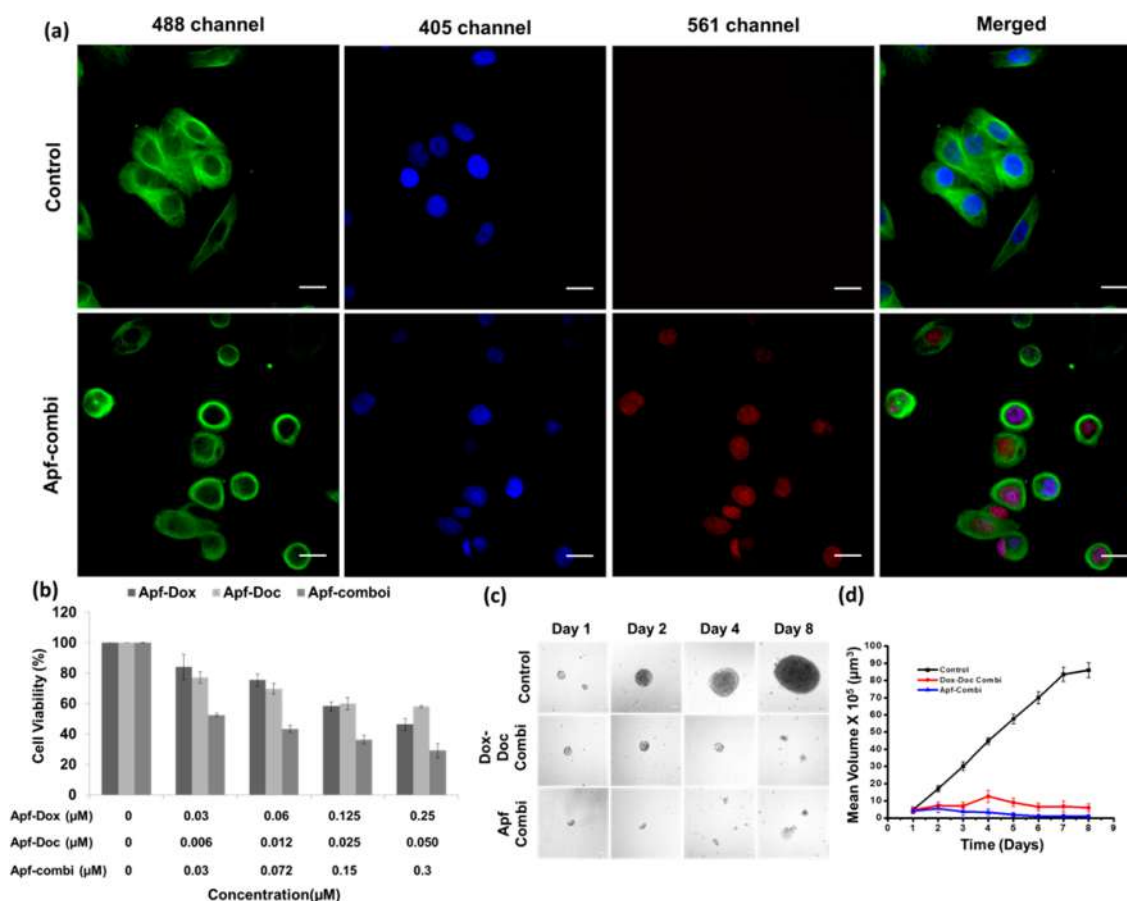 (a)
488 channel 405 channel 561 channel Merged
Control
Apf-combi
(b)
Apf-Dox Apf-Doc Apf-comboi
Cell Viability (%)
120
100
80
60
40
20
0
Apf-Dox (µM) 0 0.03 0.06 0.125 0.25
Apf-Doc (µM) 0 0.006 0.012 0.025 0.050
Apf-combi (µM) 0 0.03 0.072 0.15 0.3
Concentration(µM)
(c)
Day 1 Day 2 Day 4 Day 8
Control
Dox-
Doc
Combi
Apf
Combi
(d)
Mean Volume X 10⁵ (µm³)
100
90
80
70
60
50
40
30
20
10
0
Control
Dox-Doc Combi
Apf-Combi
0 1 2 3 4 5 6 7 8 9
Time (Days)